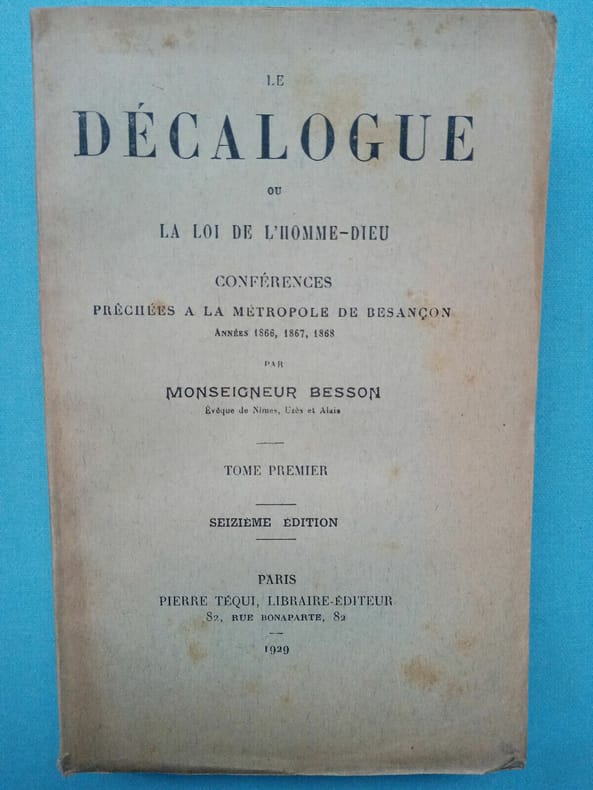 LE
DÉCALOGUE
OU
LA LOI DE L'HOMME-DIEU
CONFÉRENCES
PRÊCHÉES A LA MÉTROPOLE DE BESANÇON
ANNÉES 1866, 1867, 1868
PAR
MONSEIGNEUR BESSON
Évêque de Nîmes, Uzès et Alais
TOME PREMIER
SEIZIÈME ÉDITION
PARIS
PIERRE TÉQUI, LIBRAIRE-ÉDITEUR
82, RUE BONAPARTE, 82
1929